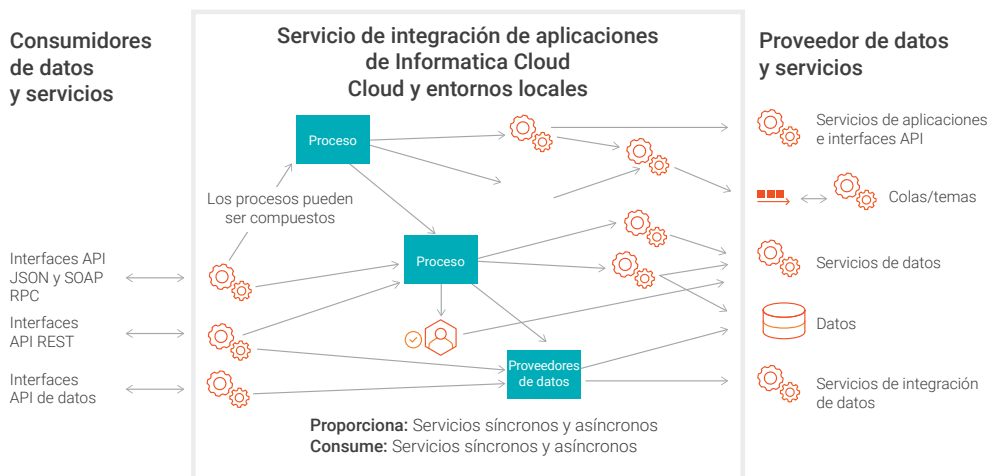 Consumidores
de datos
y servicios
Servicio de integración de aplicaciones
de Informatica Cloud
Cloud y entornos locales
Proveedor de datos
y servicios
Proceso
Servicios de aplicaciones
e interfaces API
Los procesos pueden
ser compuestos
Colas/temas
Interfaces API
JSON y SOAP
RPC
Proceso
Servicios de datos
Interfaces
API REST
Datos
Proveedores
de datos
Interfaces
API de datos
Servicios de integración
de datos
Proporciona: Servicios síncronos y asíncronos
Consume: Servicios síncronos y asíncronos